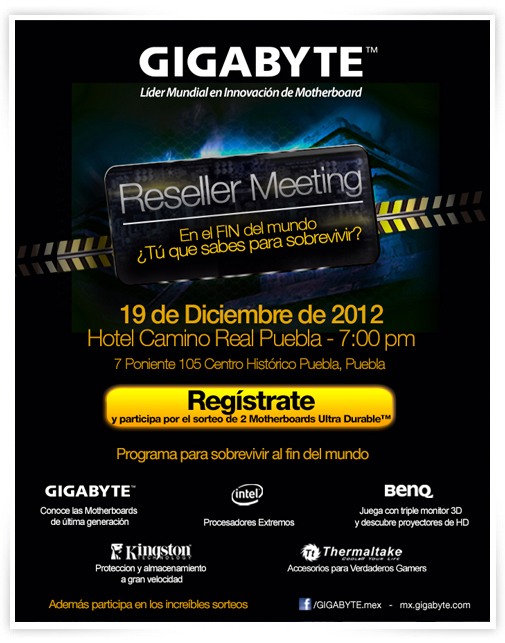 GIGABYTE™
Líder Mundial en Innovación de Motherboard
Reseller Meeting
En el FIN del mundo
¿Tú que sabes para sobrevivir?
19 de Diciembre de 2012
Hotel Camino Real Puebla - 7:00 pm
7 Poniente 105 Centro Histórico Puebla, Puebla
Regístrate
y participa por el sorteo de 2 Motherboards Ultra Durable™
Programa para sobrevivir al fin del mundo
GIGABYTE™
Conoce las Motherboards
de última generación
intel
Procesadores Extremos
BenQ
Juega con triple monitor 3D
y descubre proyectores de HD
Kingston
TECHNOLOGY
Proteccion y almacenamiento
a gran velocidad
Thermaltake
COOLER YOUR LIFE
Accesorios para Verdaderos Gamers
Además participa en los increíbles sorteos
f /GIGABYTE.mex - mx.gigabyte.com